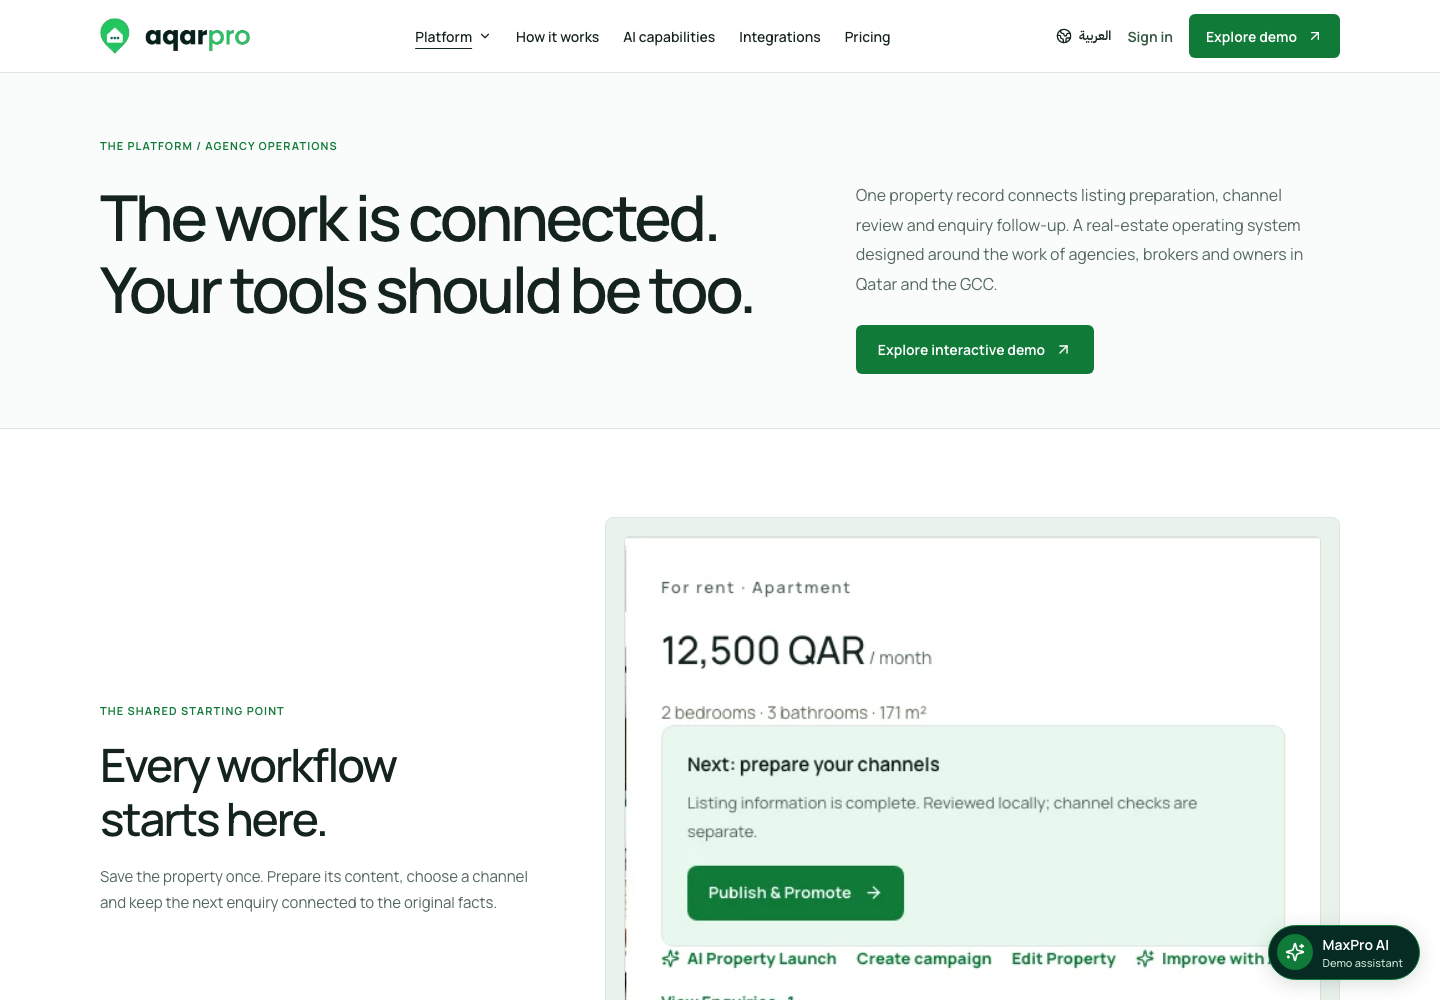 aqarpro
Platform
How it works
AI capabilities
Integrations
Pricing
العربية
Sign in
Explore demo
THE PLATFORM / AGENCY OPERATIONS
The work is connected.
Your tools should be too.
One property record connects listing preparation, channel
review and enquiry follow-up. A real-estate operating system
designed around the work of agencies, brokers and owners in
Qatar and the GCC.
Explore interactive demo
THE SHARED STARTING POINT
Every workflow
starts here.
Save the property once. Prepare its content, choose a channel
and keep the next enquiry connected to the original facts.
For rent · Apartment
12,500 QAR / month
2 bedrooms · 3 bathrooms · 171 m²
Next: prepare your channels
Listing information is complete. Reviewed locally; channel checks are
separate.
Publish & Promote
AI Property Launch
Create campaign
Edit Property
Improve with
View Enquiries · 1
MaxPro AI
Demo assistant